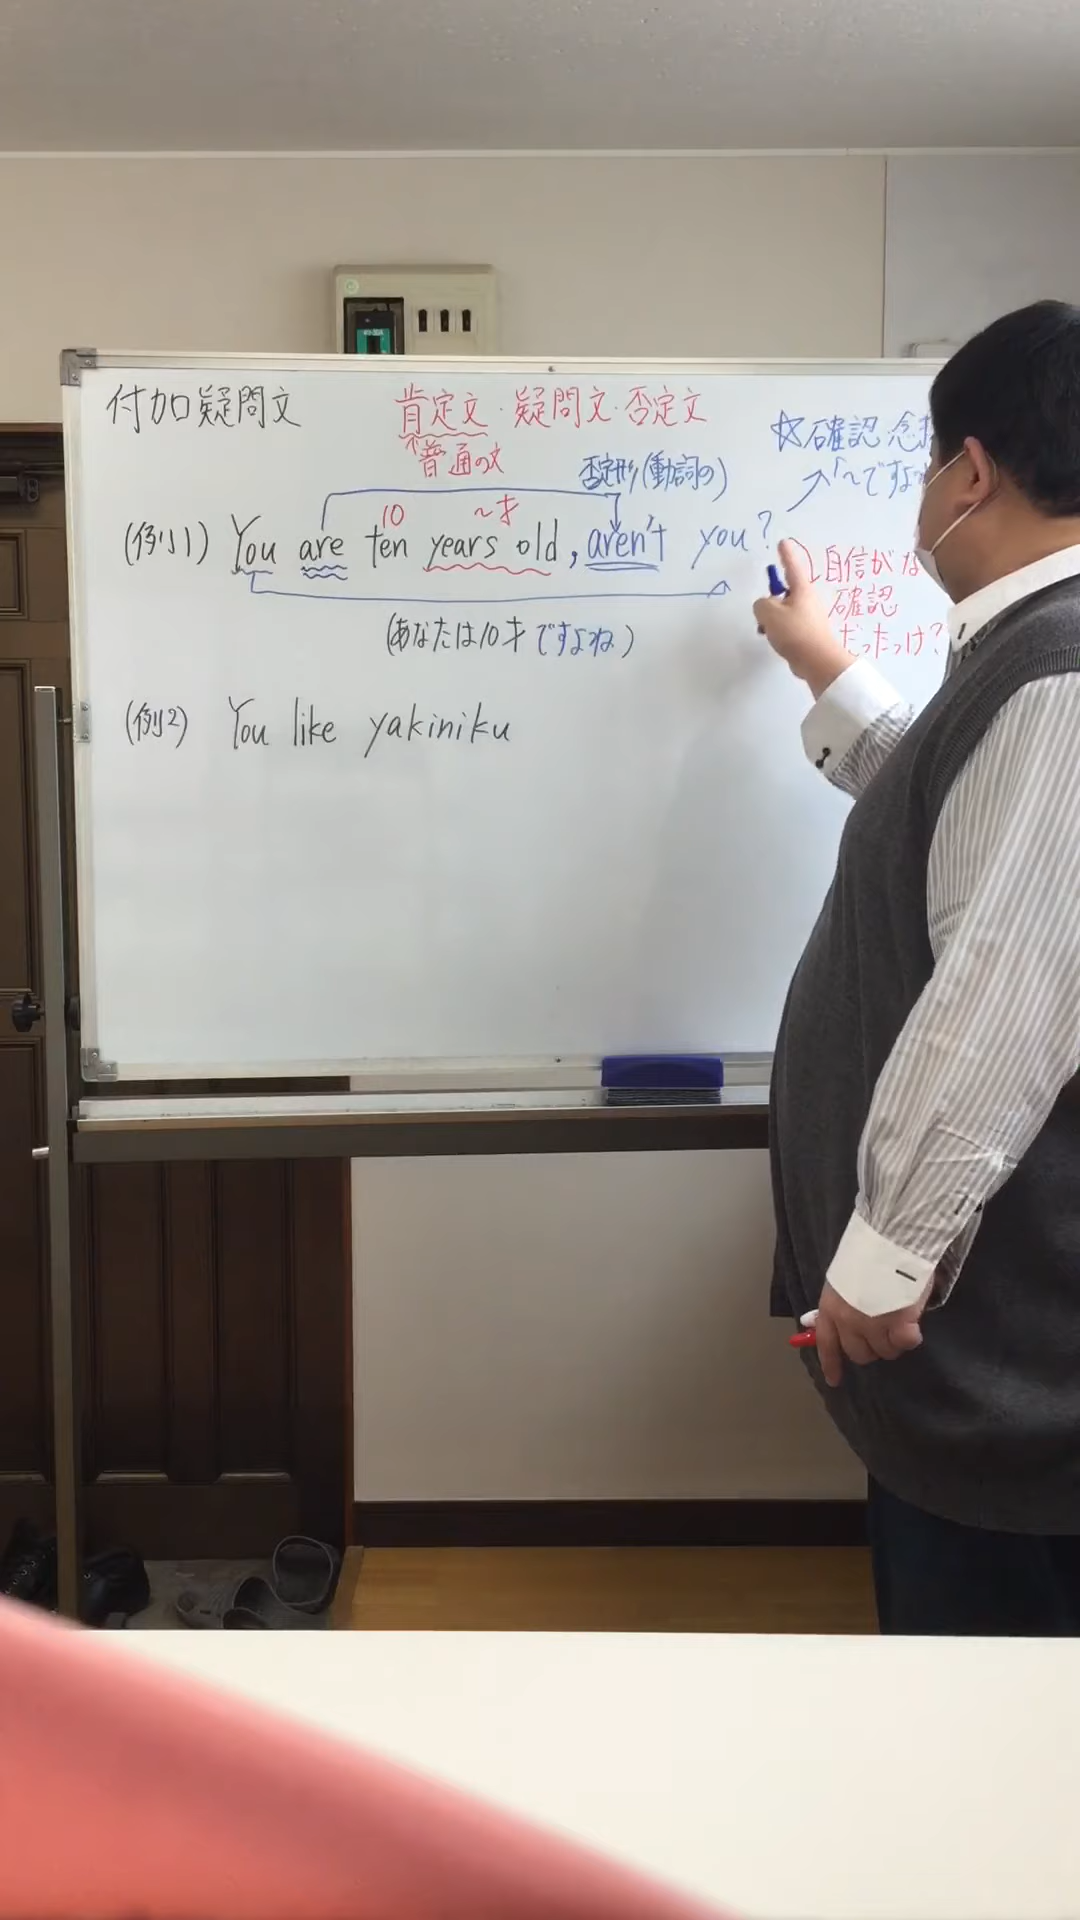 付加疑問文
肯定文・疑問文・否定文
普通の文
☆確認 念
「〜ですよね
否定形(動詞の)
10 〜才
(例1) You are ten years old, aren't you?
自信がな
確認
だったっけ?
(あなたは10才ですよね)
(例2) You like yakiniku